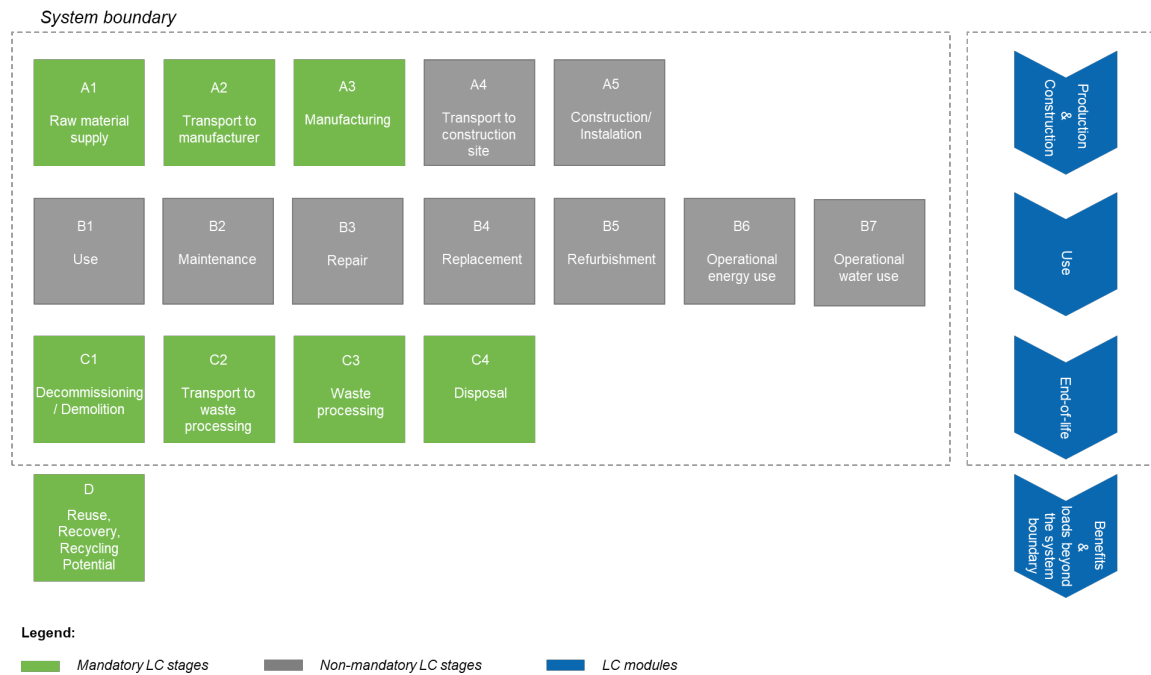 System boundary
A1
Raw material
supply
A2
Transport to
manufacturer
A3
Manufacturing
A4
Transport to
construction
site
A5
Construction/
Instalation
Production
&
Construction
B1
Use
B2
Maintenance
B3
Repair
B4
Replacement
B5
Refurbishment
B6
Operational
energy use
B7
Operational
water use
Use
C1
Decommissioning
/ Demolition
C2
Transport to
waste
processing
C3
Waste
processing
C4
Disposal
End-of-life
D
Reuse,
Recovery,
Recycling
Potential
Benefits
&
loads beyond
the system
boundary
Legend:
Mandatory LC stages
Non-mandatory LC stages
LC modules